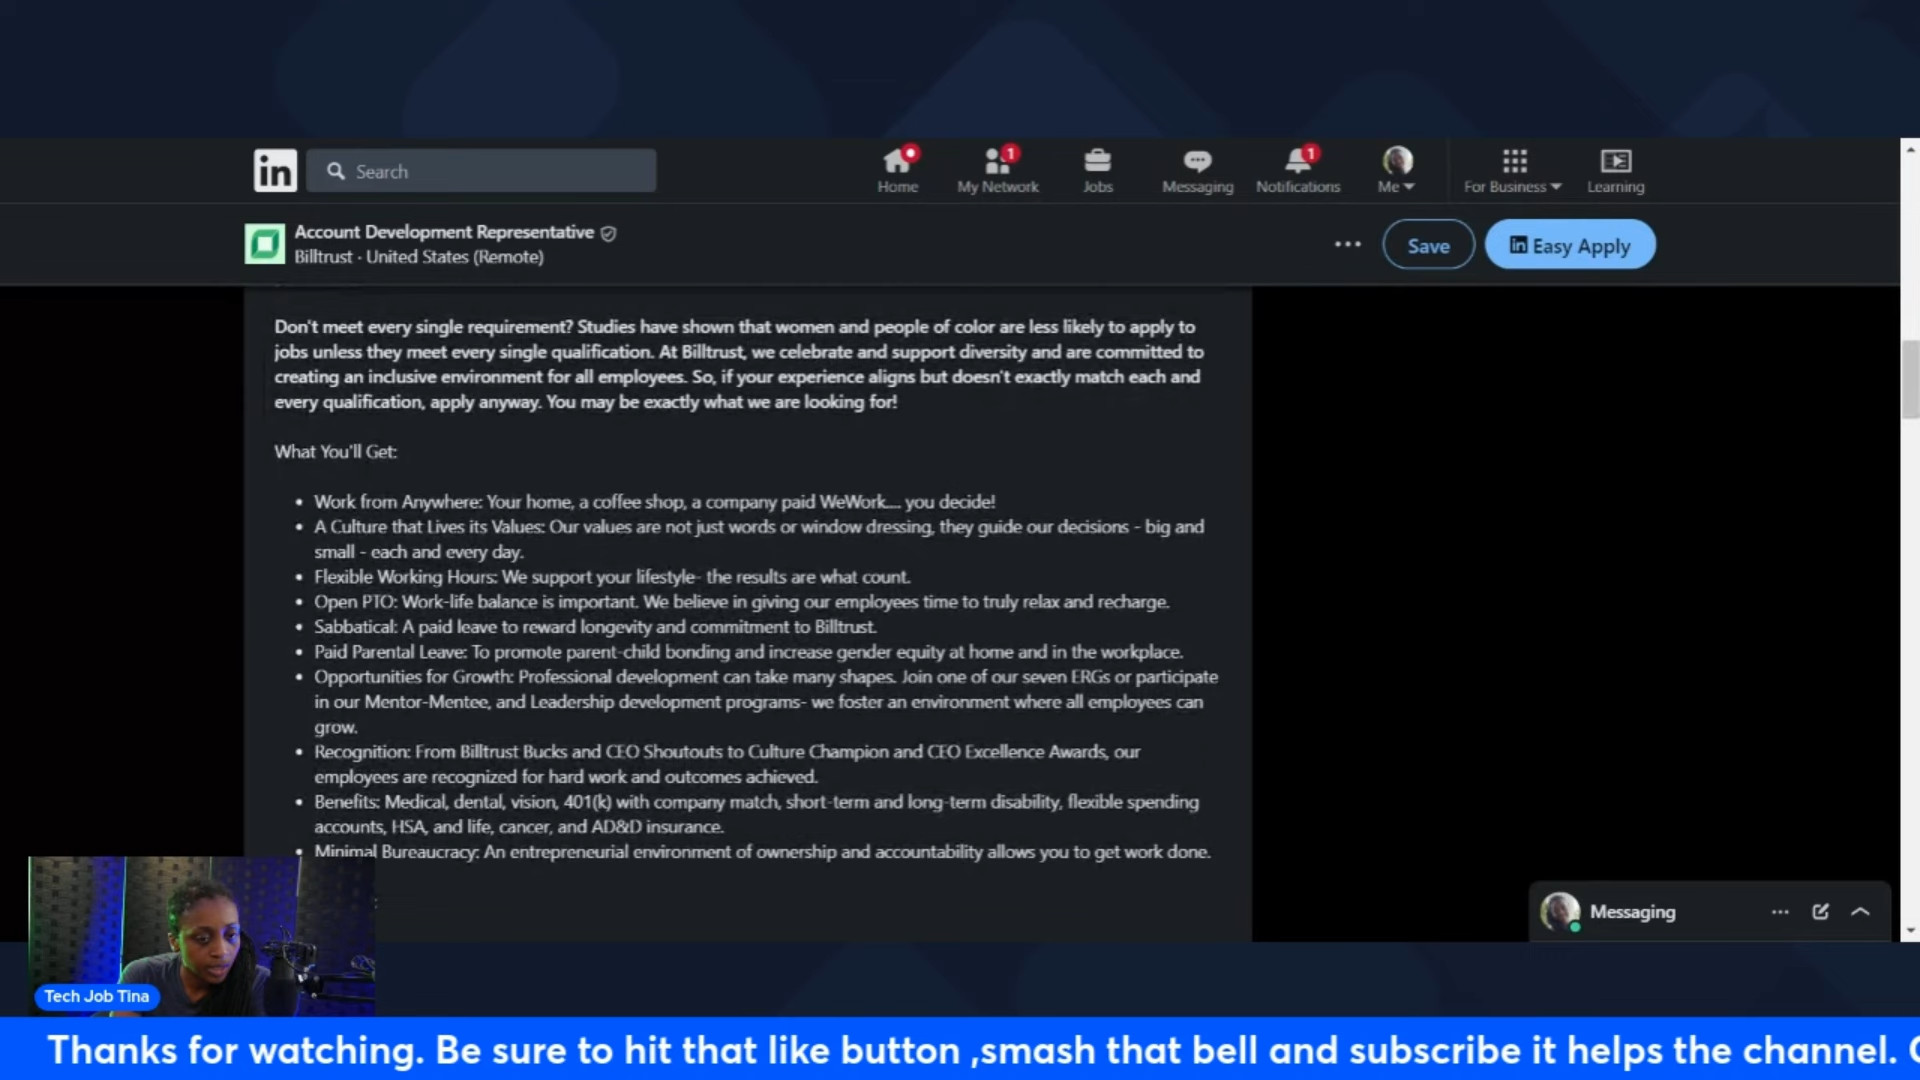 in
Search
Home
1
My Network
Jobs
Messaging
1
Notifications
Me
For Business
Learning
Account Development Representative
Billtrust · United States (Remote)
Save
in Easy Apply
Don't meet every single requirement? Studies have shown that women and people of color are less likely to apply to
jobs unless they meet every single qualification. At Billtrust, we celebrate and support diversity and are committed to
creating an inclusive environment for all employees. So, if your experience aligns but doesn't exactly match each and
every qualification, apply anyway. You may be exactly what we are looking for!
What You'll Get:
• Work from Anywhere: Your home, a coffee shop, a company paid WeWork.... you decide!
• A Culture that Lives its Values: Our values are not just words or window dressing, they guide our decisions - big and
small - each and every day.
• Flexible Working Hours: We support your lifestyle- the results are what count.
• Open PTO: Work-life balance is important. We believe in giving our employees time to truly relax and recharge.
• Sabbatical: A paid leave to reward longevity and commitment to Billtrust.
• Paid Parental Leave: To promote parent-child bonding and increase gender equity at home and in the workplace.
• Opportunities for Growth: Professional development can take many shapes. Join one of our seven ERGs or participate
in our Mentor-Mentee, and Leadership development programs- we foster an environment where all employees can
grow.
• Recognition: From Billtrust Bucks and CEO Shoutouts to Culture Champion and CEO Excellence Awards, our
employees are recognized for hard work and outcomes achieved.
• Benefits: Medical, dental, vision, 401(k) with company match, short-term and long-term disability, flexible spending
accounts, HSA, and life, cancer, and AD&D insurance.
• Minimal Bureaucracy: An entrepreneurial environment of ownership and accountability allows you to get work done.
Messaging
Tech Job Tina
Thanks for watching. Be sure to hit that like button ,smash that bell and subscribe it helps the channel.